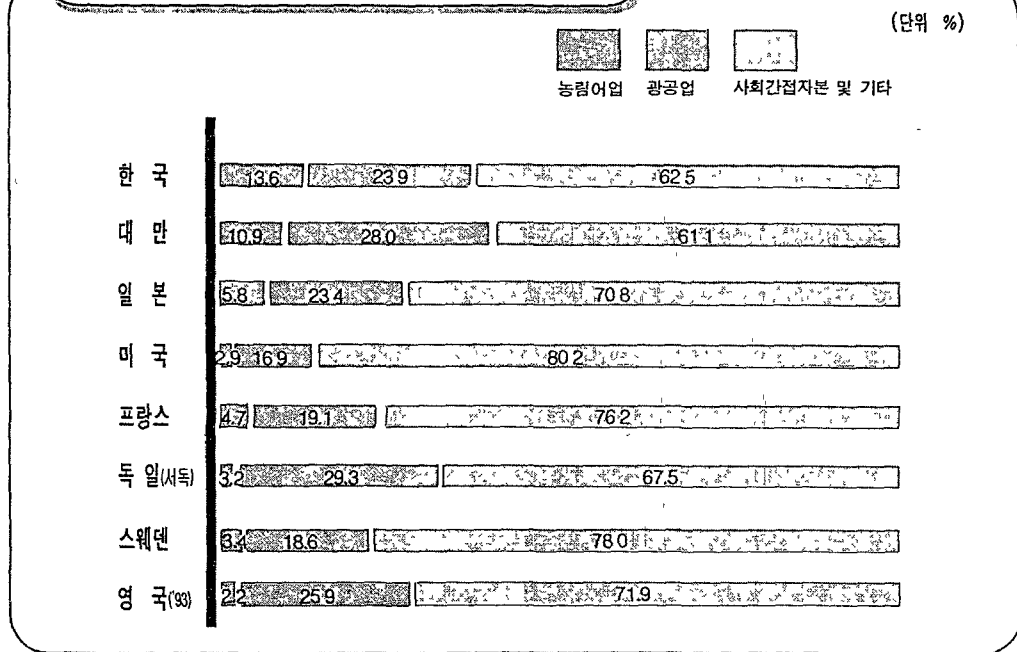 (단위 %)
농림어업 광공업 사회간접자본 및 기타
한 국 13.6 23.9 62.5
대 만 10.9 28.0 61.1
일 본 5.8 23.4 70.8
미 국 2.9 16.9 80.2
프랑스 4.7 19.1 76.2
독 일(서독) 3.2 29.3 67.5
스웨덴 3.4 18.6 78.0
영 국('93) 2.2 25.9 71.9